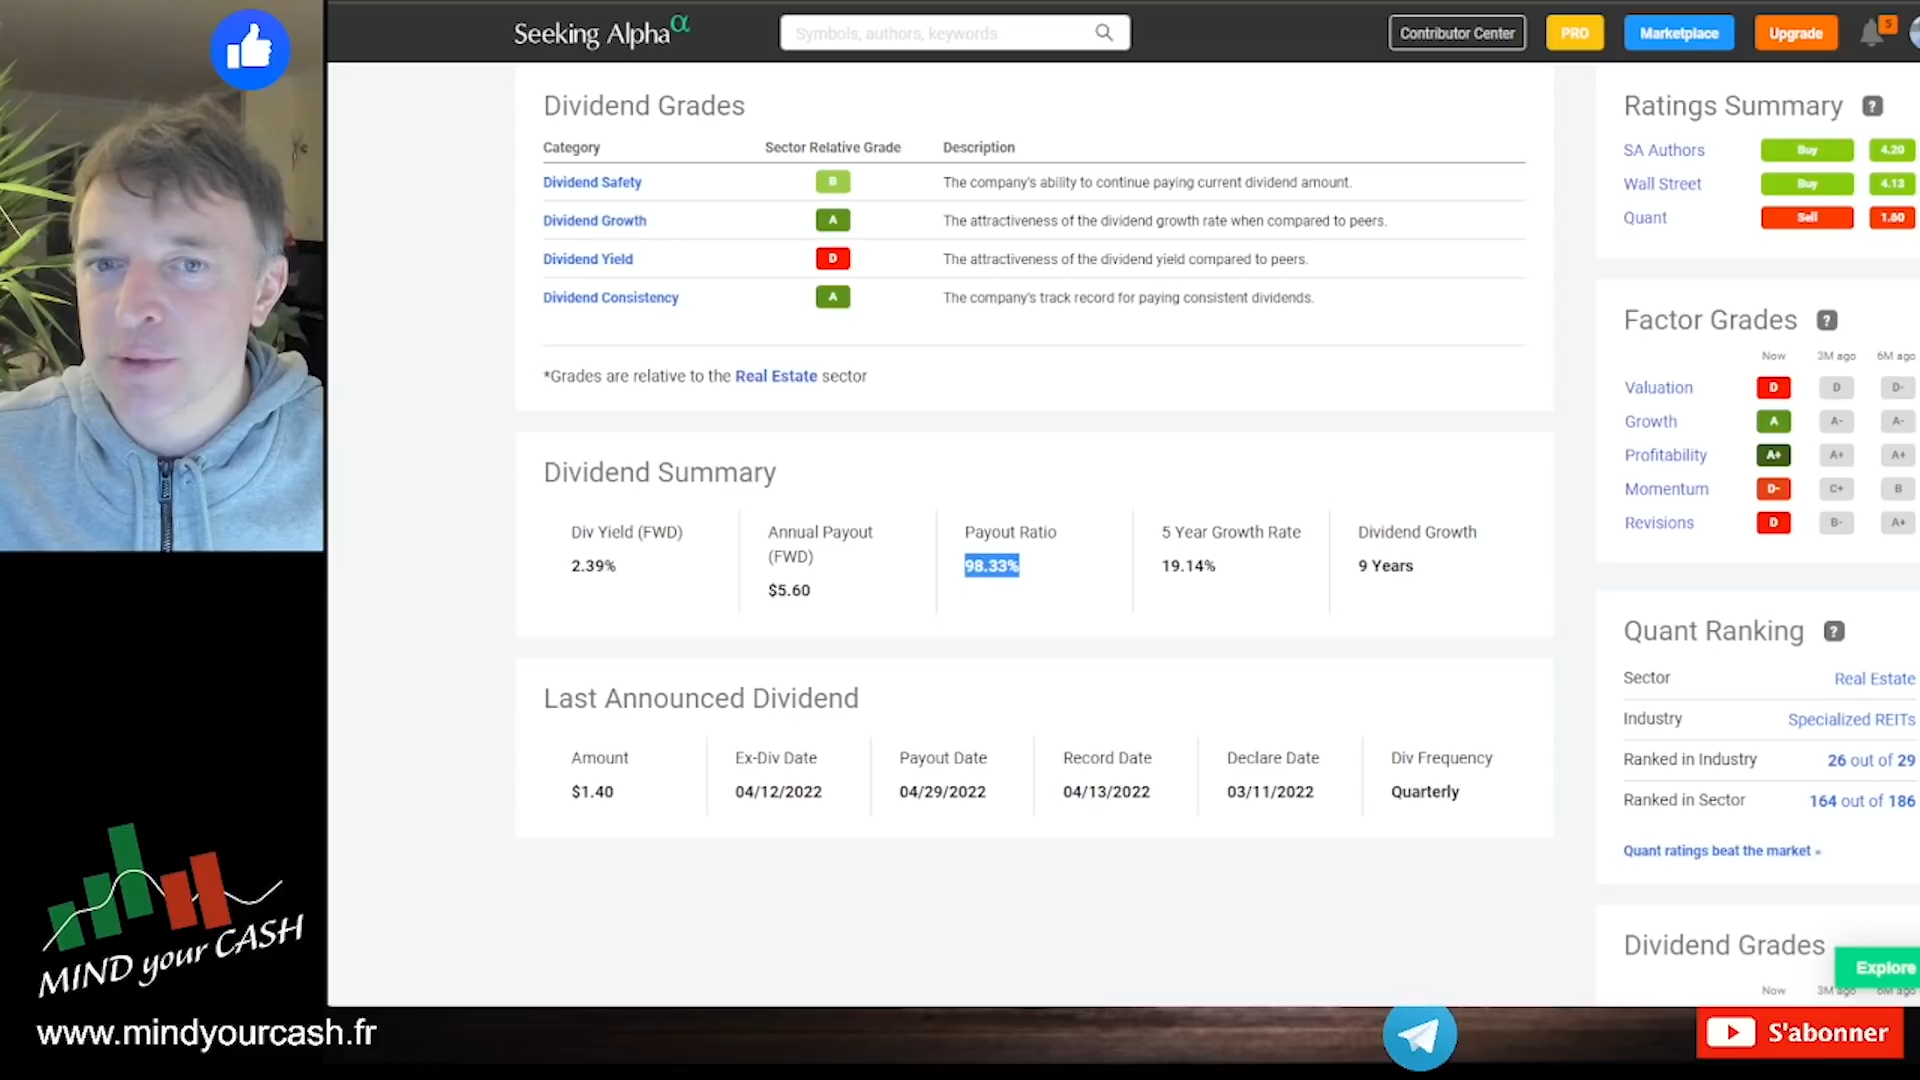 Seeking Alpha α
Symbols, authors, keywords
Contributor Center
PRO
Marketplace
Upgrade
5
Dividend Grades
Category Sector Relative Grade Description
Dividend Safety B The company's ability to continue paying current dividend amount.
Dividend Growth A The attractiveness of the dividend growth rate when compared to peers.
Dividend Yield D The attractiveness of the dividend yield compared to peers.
Dividend Consistency A The company's track record for paying consistent dividends.
*Grades are relative to the Real Estate sector
Dividend Summary
Div Yield (FWD)
2.39%
Annual Payout
(FWD)
$5.60
Payout Ratio
98.33%
5 Year Growth Rate
19.14%
Dividend Growth
9 Years
Last Announced Dividend
Amount Ex-Div Date Payout Date Record Date Declare Date Div Frequency
$1.40 04/12/2022 04/29/2022 04/13/2022 03/11/2022 Quarterly
Ratings Summary ?
SA Authors Buy 4.20
Wall Street Buy 4.13
Quant Sell 1.60
Factor Grades ?
Now 3M ago 6M ago
Valuation D D D-
Growth A A- A-
Profitability A+ A+ A+
Momentum D- C+ B
Revisions D B- A+
Quant Ranking ?
Sector Real Estate
Industry Specialized REITs
Ranked in Industry 26 out of 29
Ranked in Sector 164 out of 186
Quant ratings beat the market »
Dividend Grades
Explore
Now 3M ago 6M ago
MIND your CASH
www.mindyourcash.fr
S'abonner